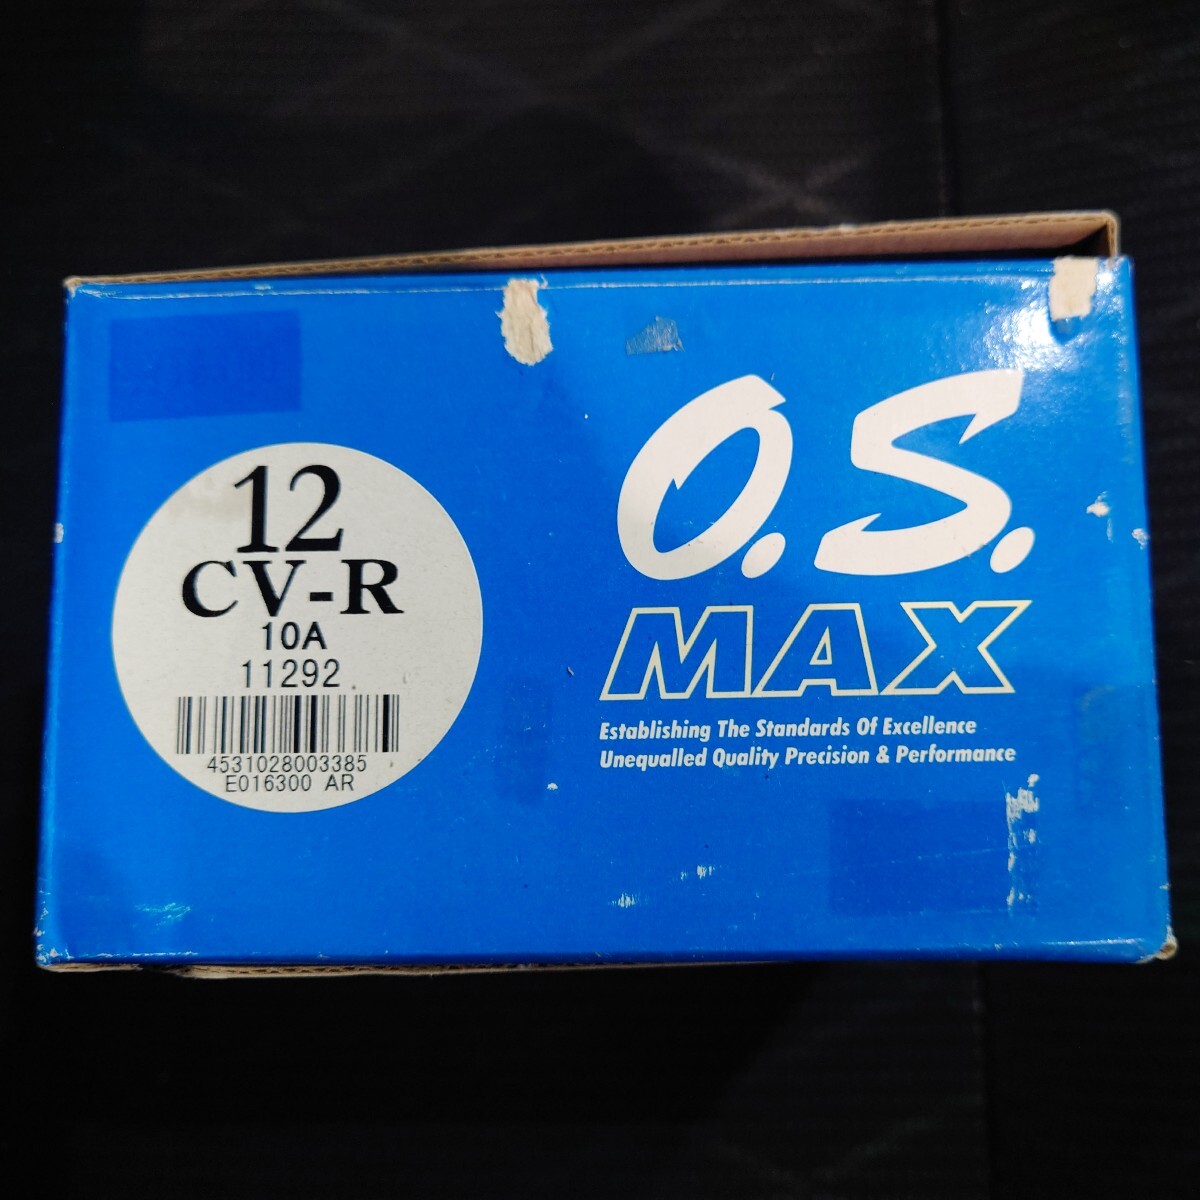 12
CV-R
10A
11292
4531028003385
E016300 AR
O.S.
MAX
Establishing The Standards Of Excellence
Unequalled Quality Precision & Performance